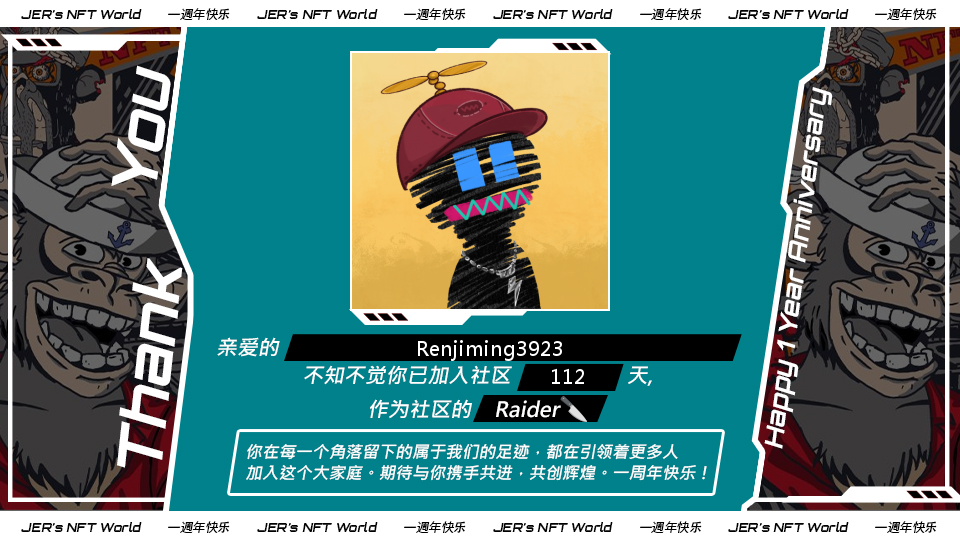 JER's NFT World 一週年快乐 JER's NFT World 一週年快乐 JER's NFT World 一週年快乐 JER's NFT World 一週年快乐
Thank You
Happy 1 Year Anniversary
亲爱的 Renjiming3923
不知不觉你已加入社区 112 天,
作为社区的 Raider
你在每一个角落留下的属于我们的足迹，都在引领着更多人
加入这个大家庭。期待与你携手共进，共创辉煌。一周年快乐！
JER's NFT World 一週年快乐 JER's NFT World 一週年快乐 JER's NFT World 一週年快乐 JER's NFT World 一週年快乐